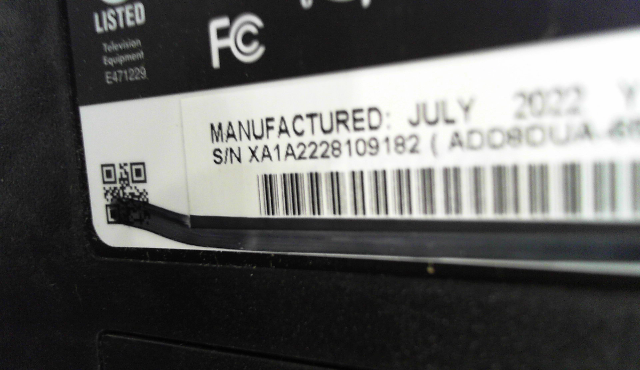 LISTED
Television
Equipment
E471229
FC
MANUFACTURED: JULY 2022 Y
S/N XA1A2228109182 (